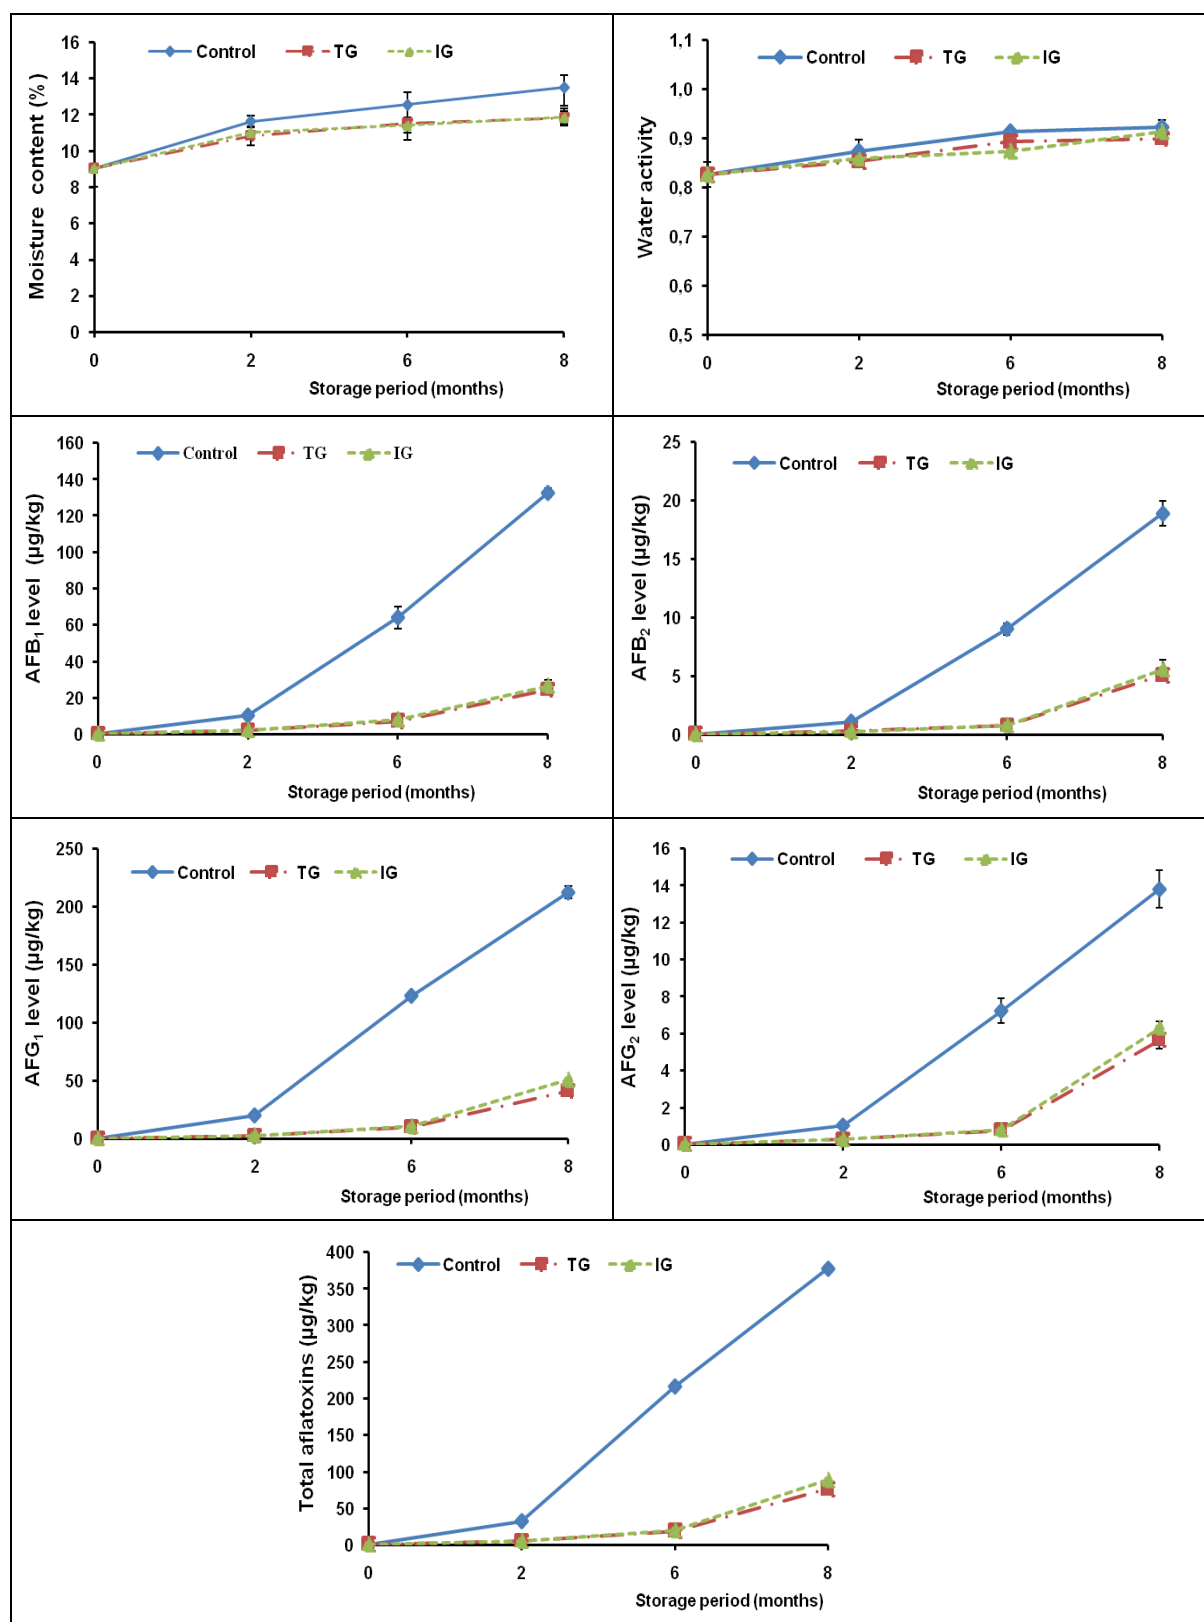 Control TG IG
Moisture content (%)
16
14
12
10
8
6
4
2
0
0 2 6 8
Storage period (months)
Control TG IG
Water activity
1,1
1,0
0,9
0,8
0,7
0,6
0,5
0 2 6 8
Storage period (months)
Control TG IG
AFB1 level (µg/kg)
160
140
120
100
80
60
40
20
0
0 2 6 8
Storage period (months)
Control TG IG
AFB2 level (µg/kg)
25
20
15
10
5
0
0 2 6 8
Storage period (months)
Control TG IG
AFG1 level (µg/kg)
250
200
150
100
50
0
0 2 6 8
Storage period (months)
Control TG IG
AFG2 level (µg/kg)
16
14
12
10
8
6
4
2
0
0 2 6 8
Storage period (months)
Control TG IG
Total aflatoxins (µg/kg)
400
350
300
250
200
150
100
50
0
0 2 6 8
Storage period (months)